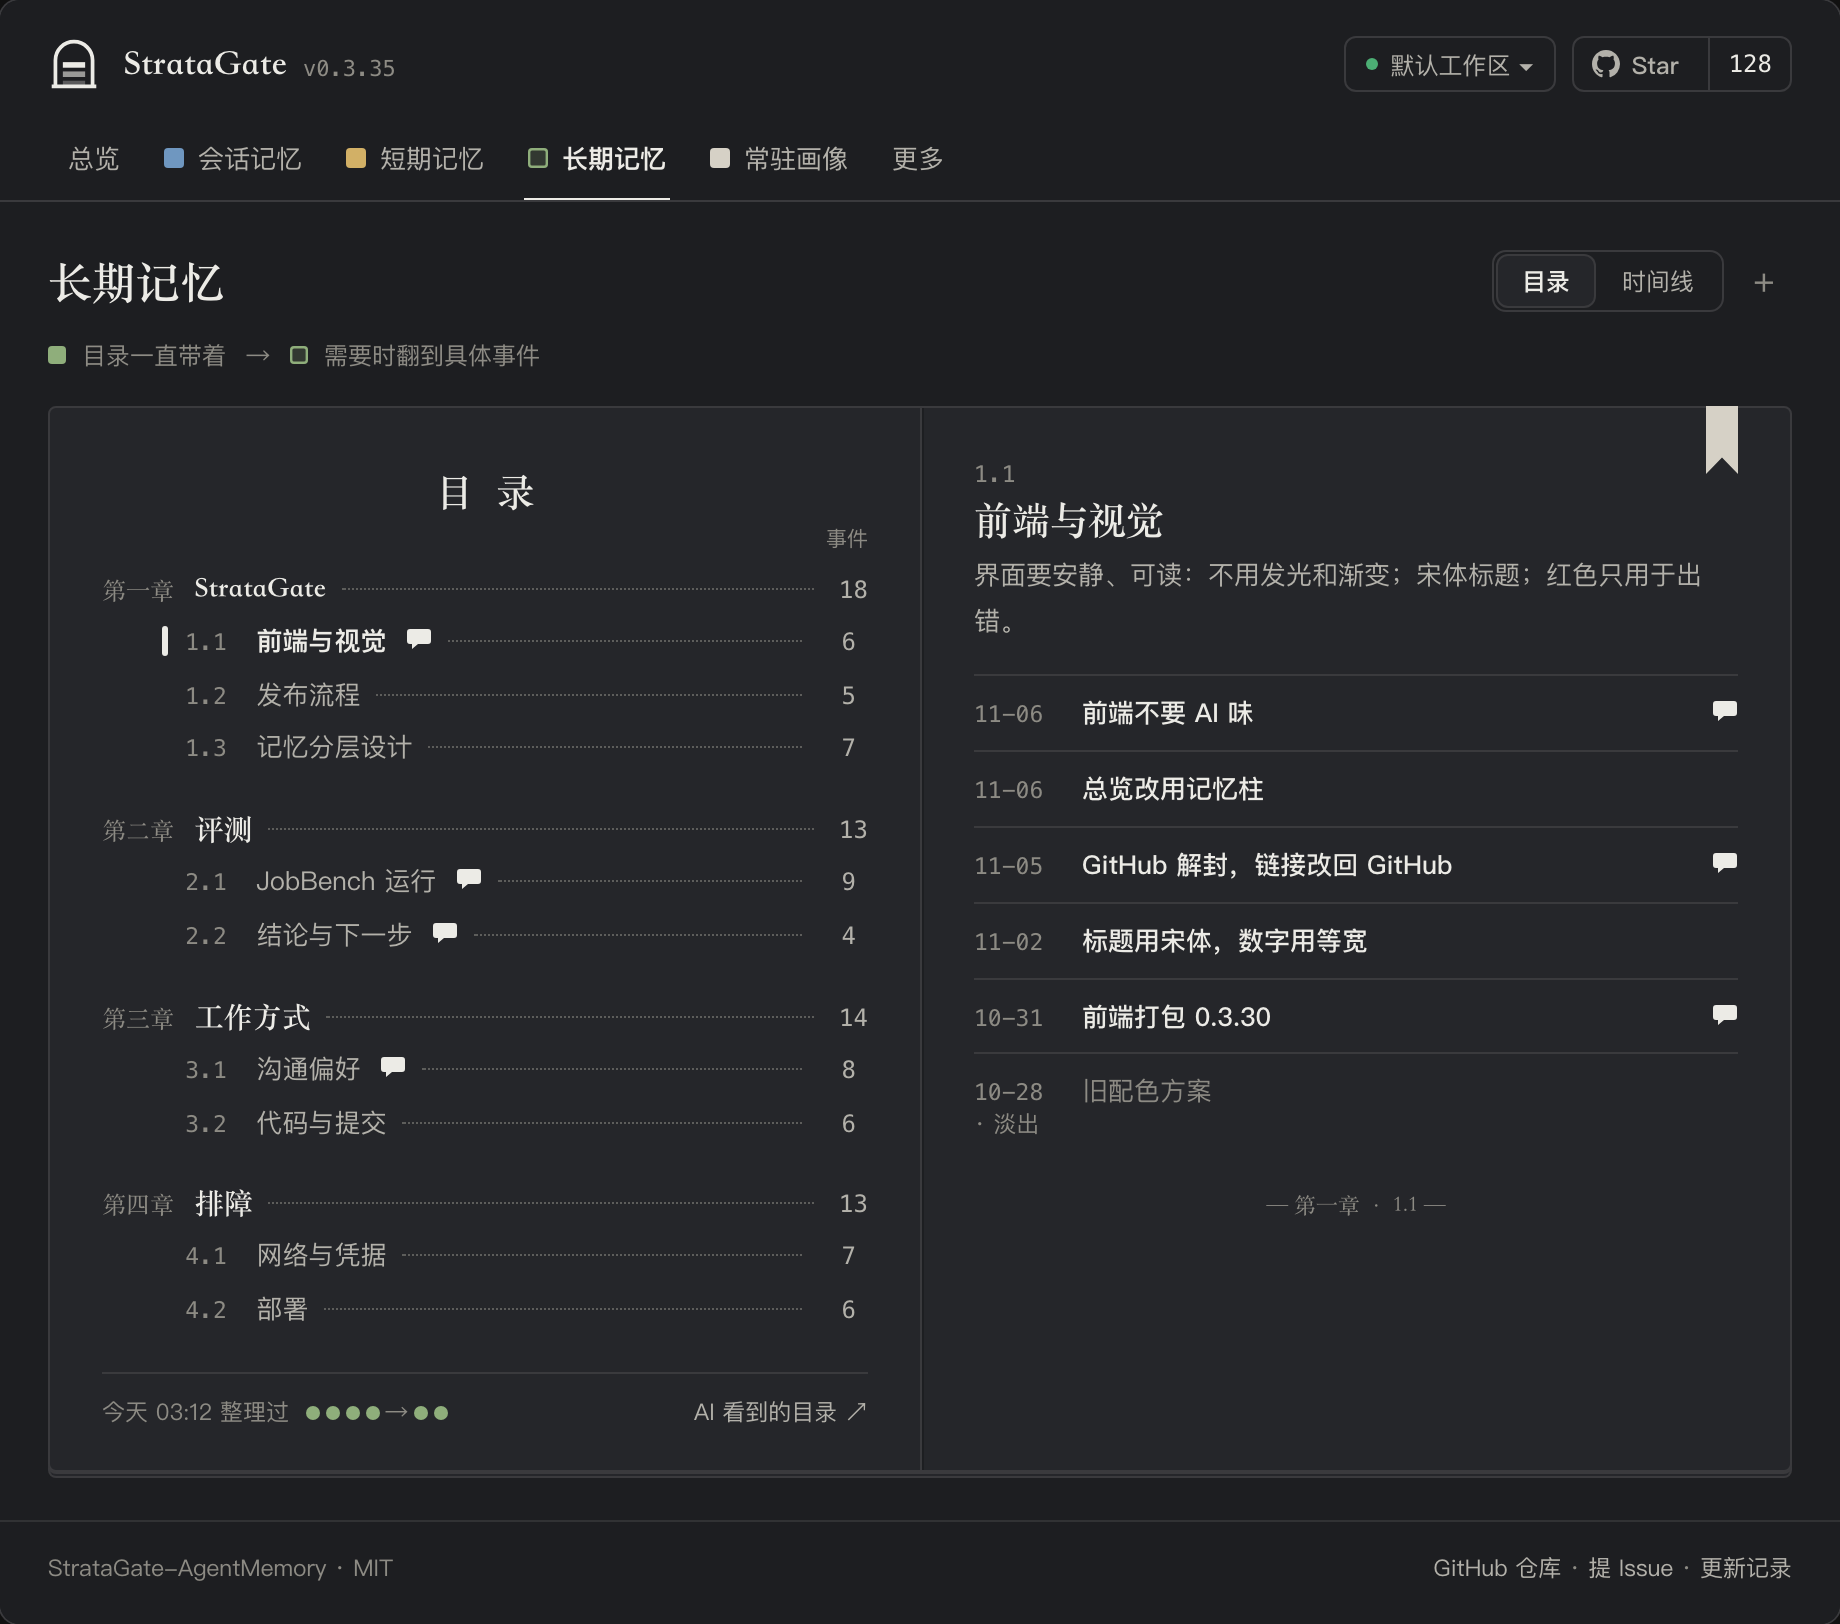 StrataGate v0.3.35
默认工作区
Star 128
总览 会话记忆 短期记忆 长期记忆 常驻画像 更多
长期记忆
目录 时间线 +
目录一直带着 → 需要时翻到具体事件
目 录
事件
第一章 StrataGate 18
1.1 前端与视觉 6
1.2 发布流程 5
1.3 记忆分层设计 7
第二章 评测 13
2.1 JobBench 运行 9
2.2 结论与下一步 4
第三章 工作方式 14
3.1 沟通偏好 8
3.2 代码与提交 6
第四章 排障 13
4.1 网络与凭据 7
4.2 部署 6
今天 03:12 整理过 → AI 看到的目录 ↗
1.1
前端与视觉
界面要安静、可读：不用发光和渐变；宋体标题；红色只用于出
错。
11-06 前端不要 AI 味
11-06 总览改用记忆柱
11-05 GitHub 解封，链接改回 GitHub
11-02 标题用宋体，数字用等宽
10-31 前端打包 0.3.30
10-28 旧配色方案
· 淡出
— 第一章 · 1.1 —
StrataGate-AgentMemory · MIT
GitHub 仓库 · 提 Issue · 更新记录